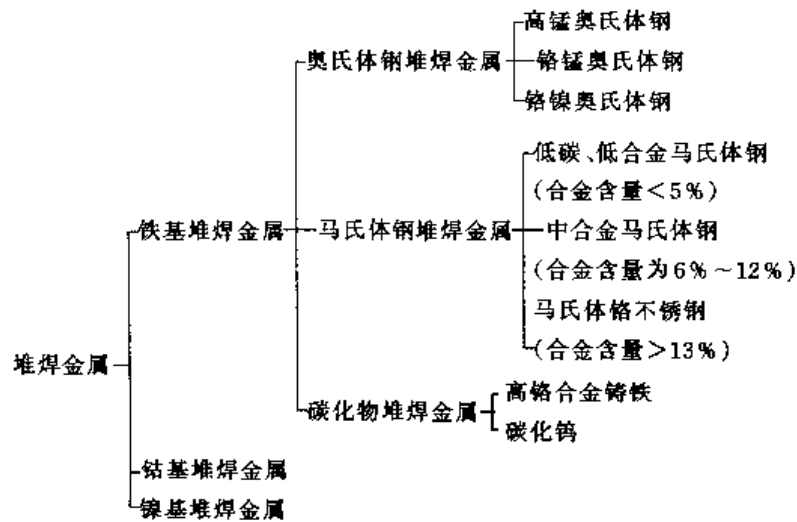 高锰奥氏体钢
奥氏体钢堆焊金属
铬锰奥氏体钢
铬镍奥氏体钢
低碳、低合金马氏体钢
(合金含量<5%)
铁基堆焊金属
马氏体钢堆焊金属
中合金马氏体钢
(合金含量为6%~12%)
马氏体铬不锈钢
(合金含量>13%)
堆焊金属
碳化物堆焊金属
高铬合金铸铁
碳化钨
钴基堆焊金属
镍基堆焊金属